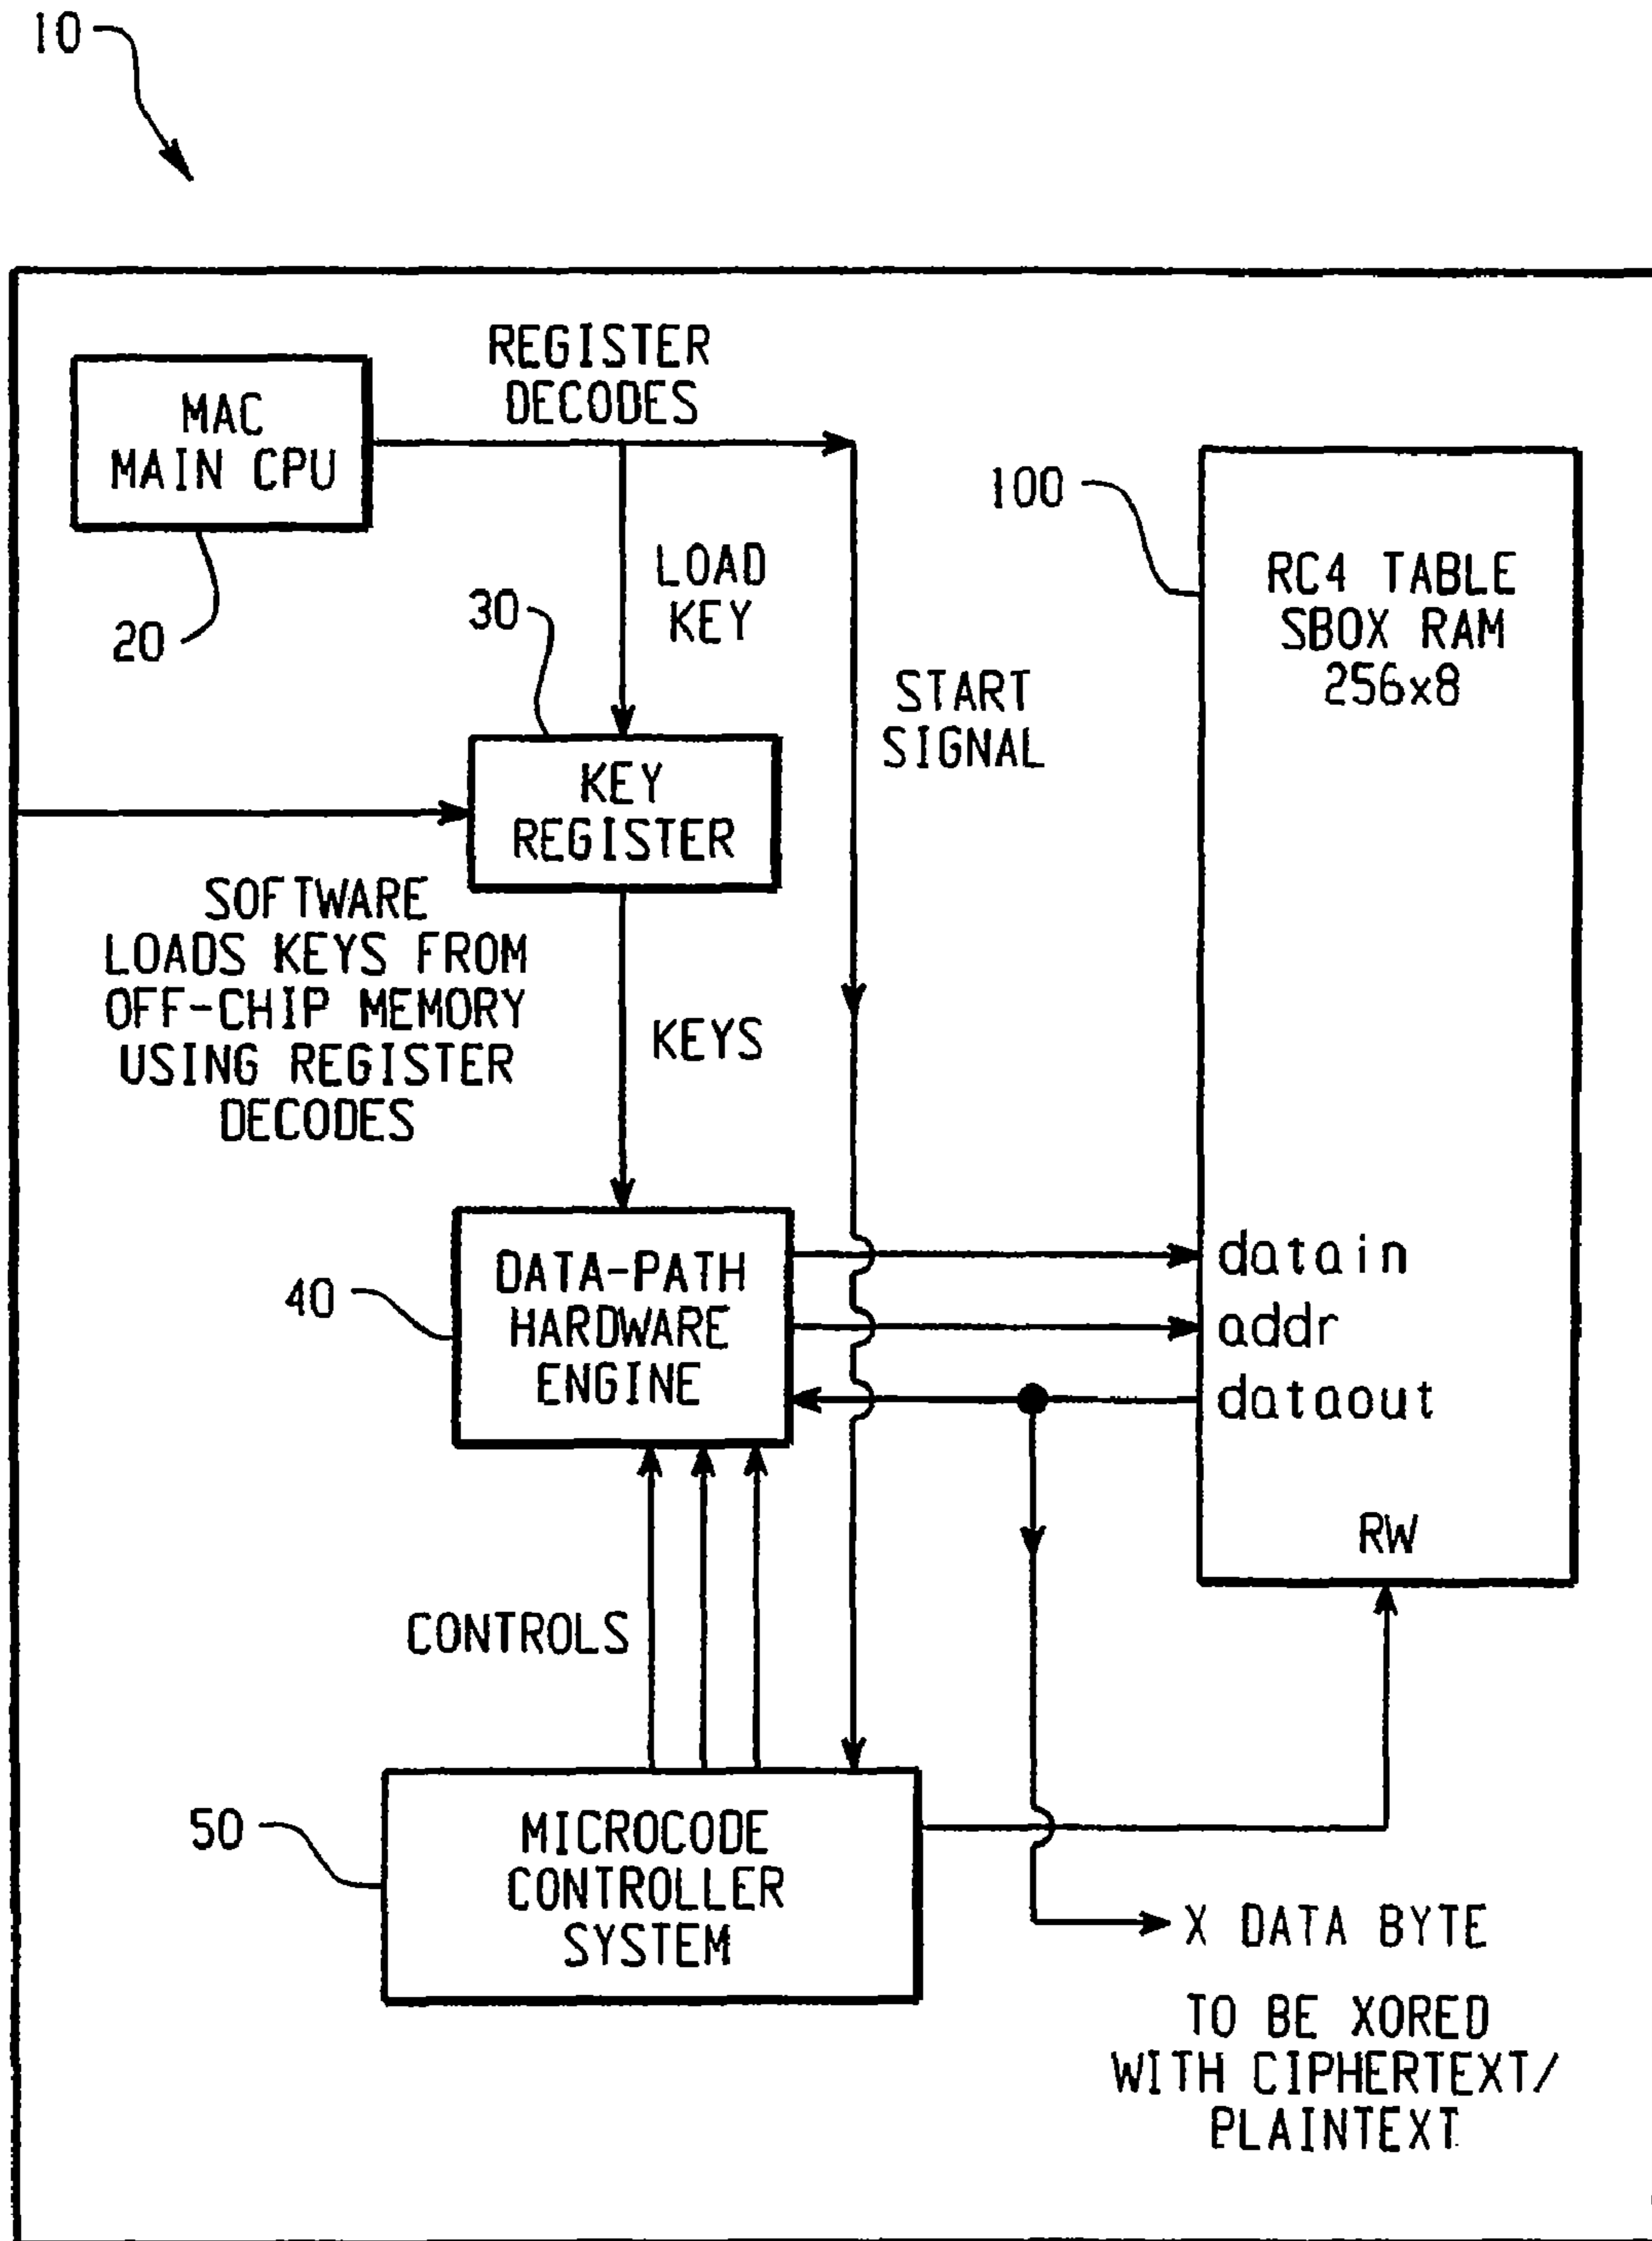 10
REGISTER
DECODES
MAC
MAIN CPU
20
100
RC4 TABLE
SBOX RAM
256x8
LOAD
KEY
30
START
SIGNAL
KEY
REGISTER
SOFTWARE
LOADS KEYS FROM
OFF-CHIP MEMORY
USING REGISTER
DECODES
KEYS
40
DATA-PATH
HARDWARE
ENGINE
datain
addr
dataout
RW
CONTROLS
50
MICROCODE
CONTROLLER
SYSTEM
X DATA BYTE
TO BE XORED
WITH CIPHERTEXT/
PLAINTEXT